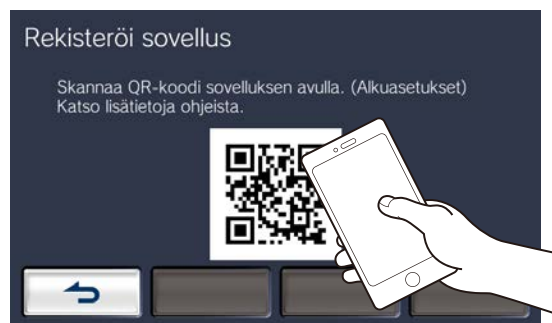 Rekisteröi sovellus
Skannaa QR-koodi sovelluksen avulla. (Alkuasetukset)
Katso lisätietoja ohjeista.